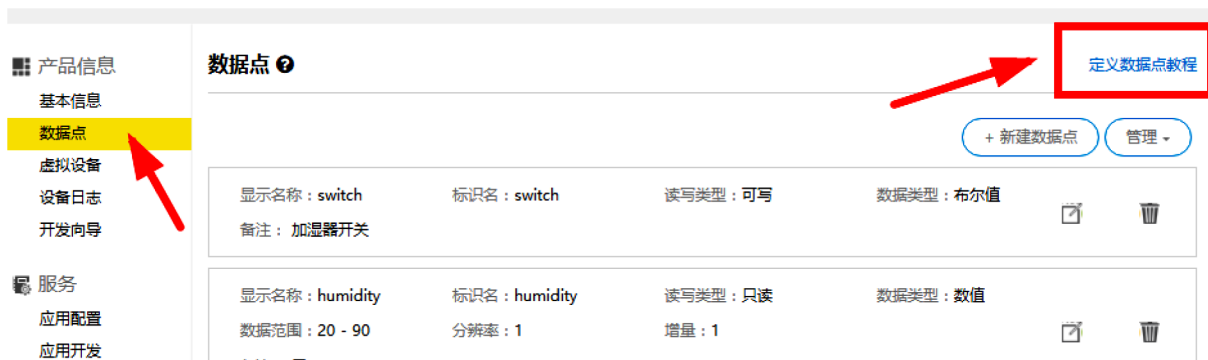 产品信息
基本信息
数据点
虚拟设备
设备日志
开发向导
服务
应用配置
应用开发
数据点
定义数据点教程
+ 新建数据点 管理
显示名称：switch 标识名：switch 读写类型：可写 数据类型：布尔值
备注： 加湿器开关
显示名称：humidity 标识名：humidity 读写类型：只读 数据类型：数值
数据范围：20 - 90 分辨率：1 增量：1